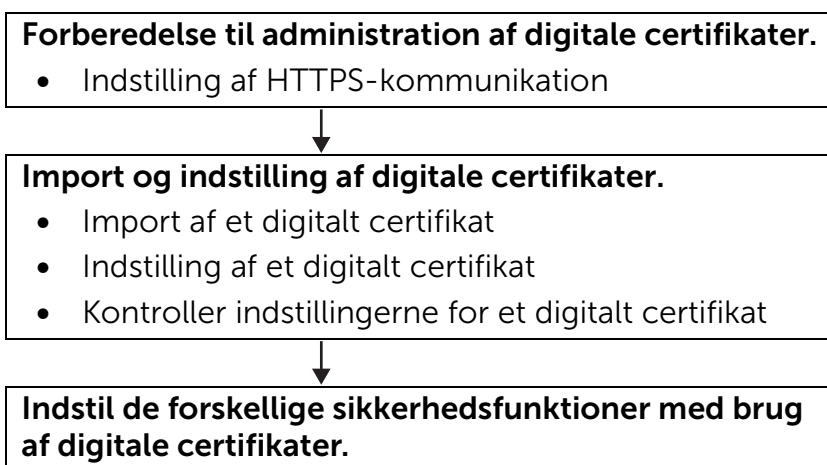 Forberedelse til administration af digitale certifikater.
• Indstilling af HTTPS-kommunikation
Import og indstilling af digitale certifikater.
• Import af et digitalt certifikat
• Indstilling af et digitalt certifikat
• Kontroller indstillingerne for et digitalt certifikat
Indstil de forskellige sikkerhedsfunktioner med brug
af digitale certifikater.